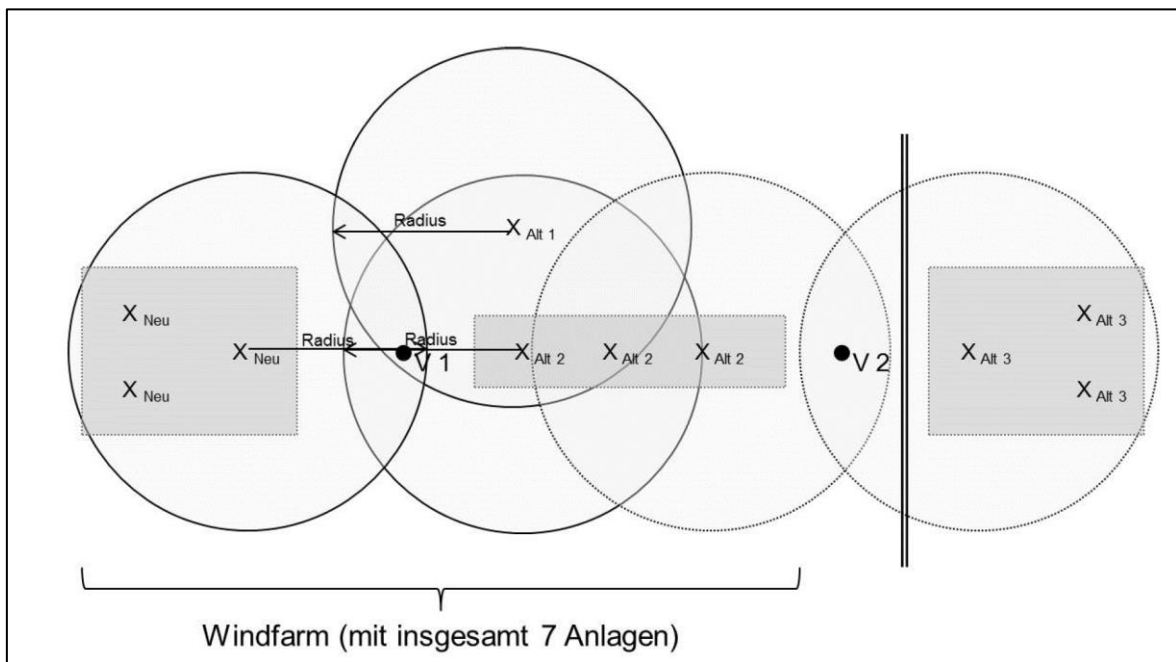 Radius
X Alt 1
X Neu
X Alt 3
Radius
Radius
X Neu
V 1
X Alt 2
X Alt 2
X Alt 2
V 2
X Alt 3
X Neu
X Alt 3
Windfarm (mit insgesamt 7 Anlagen)